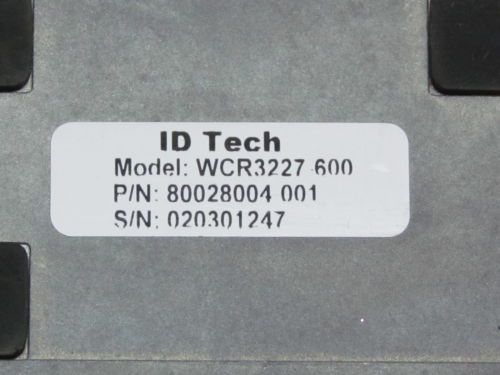 ID Tech
Model: WCR3227-600
P/N: 80028004 001
S/N: 020301247